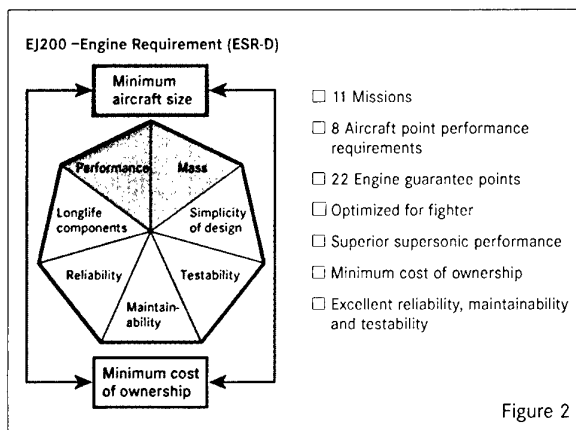 EJ200 –Engine Requirement (ESR-D)
Minimum
aircraft size
Performance
Mass
Longlife
components
Simplicity
of design
Reliability
Testability
Maintain-
ability
Minimum cost
of ownership
☐ 11 Missions
☐ 8 Aircraft point performance
requirements
☐ 22 Engine guarantee points
☐ Optimized for fighter
☐ Superior supersonic performance
☐ Minimum cost of ownership
☐ Excellent reliability, maintainability
and testability
Figure 2